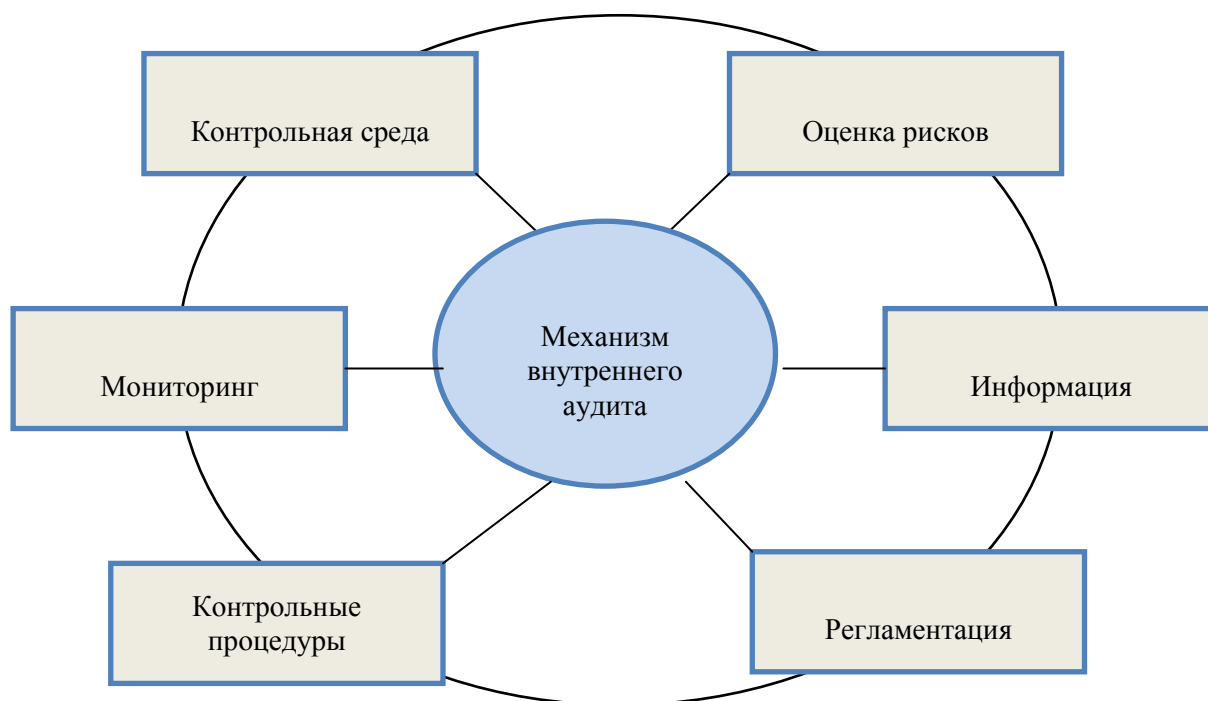 Контрольная среда
Оценка рисков
Механизм
внутреннего
аудита
Мониторинг
Информация
Контрольные
процедуры
Регламентация